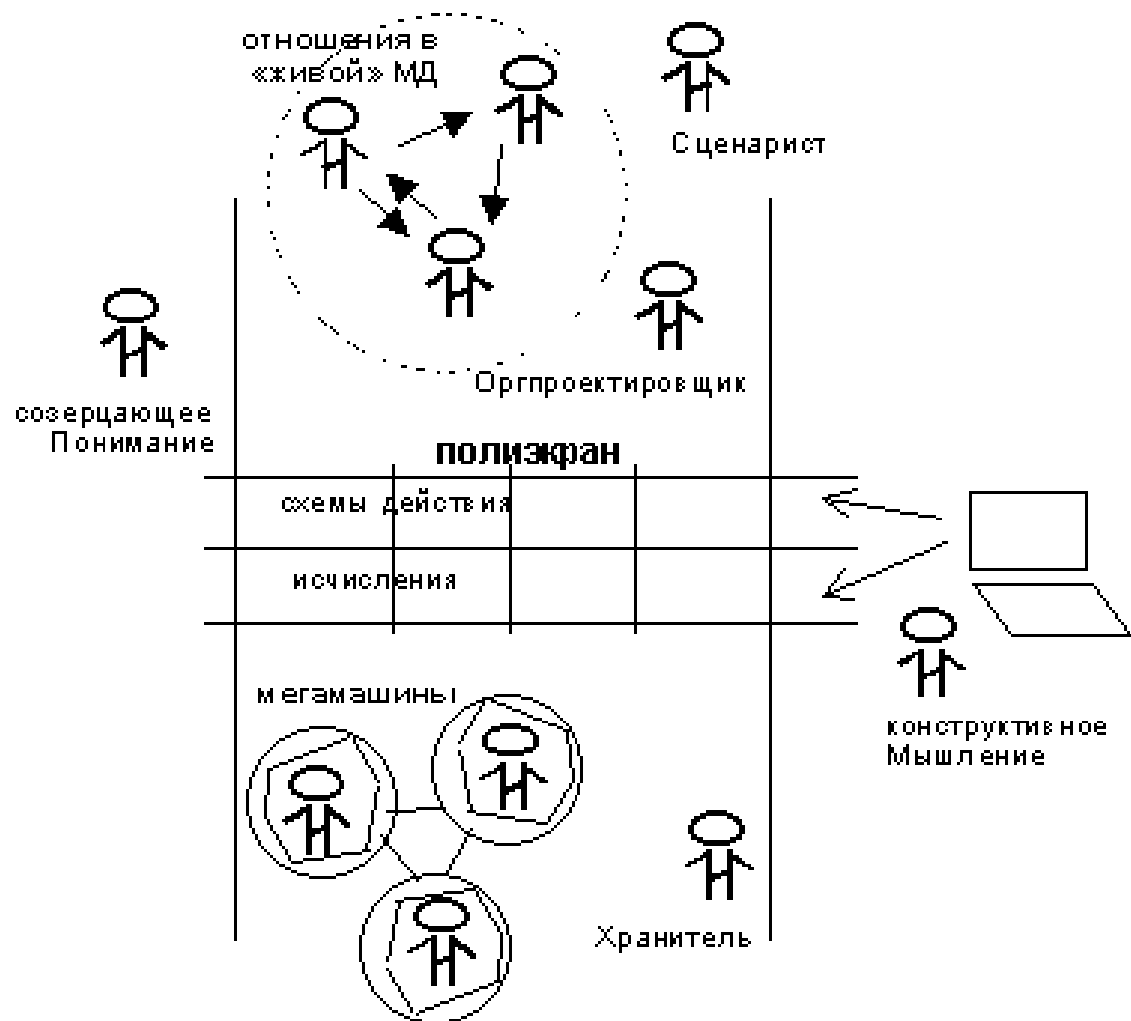 отношения в
«живой» МД
Сценарист
Оргпроектировщик
созерцающее
Понимание
полиэкран
схемы действия
исчисления
мегамашины
конструктивное
Мышление
Хранитель